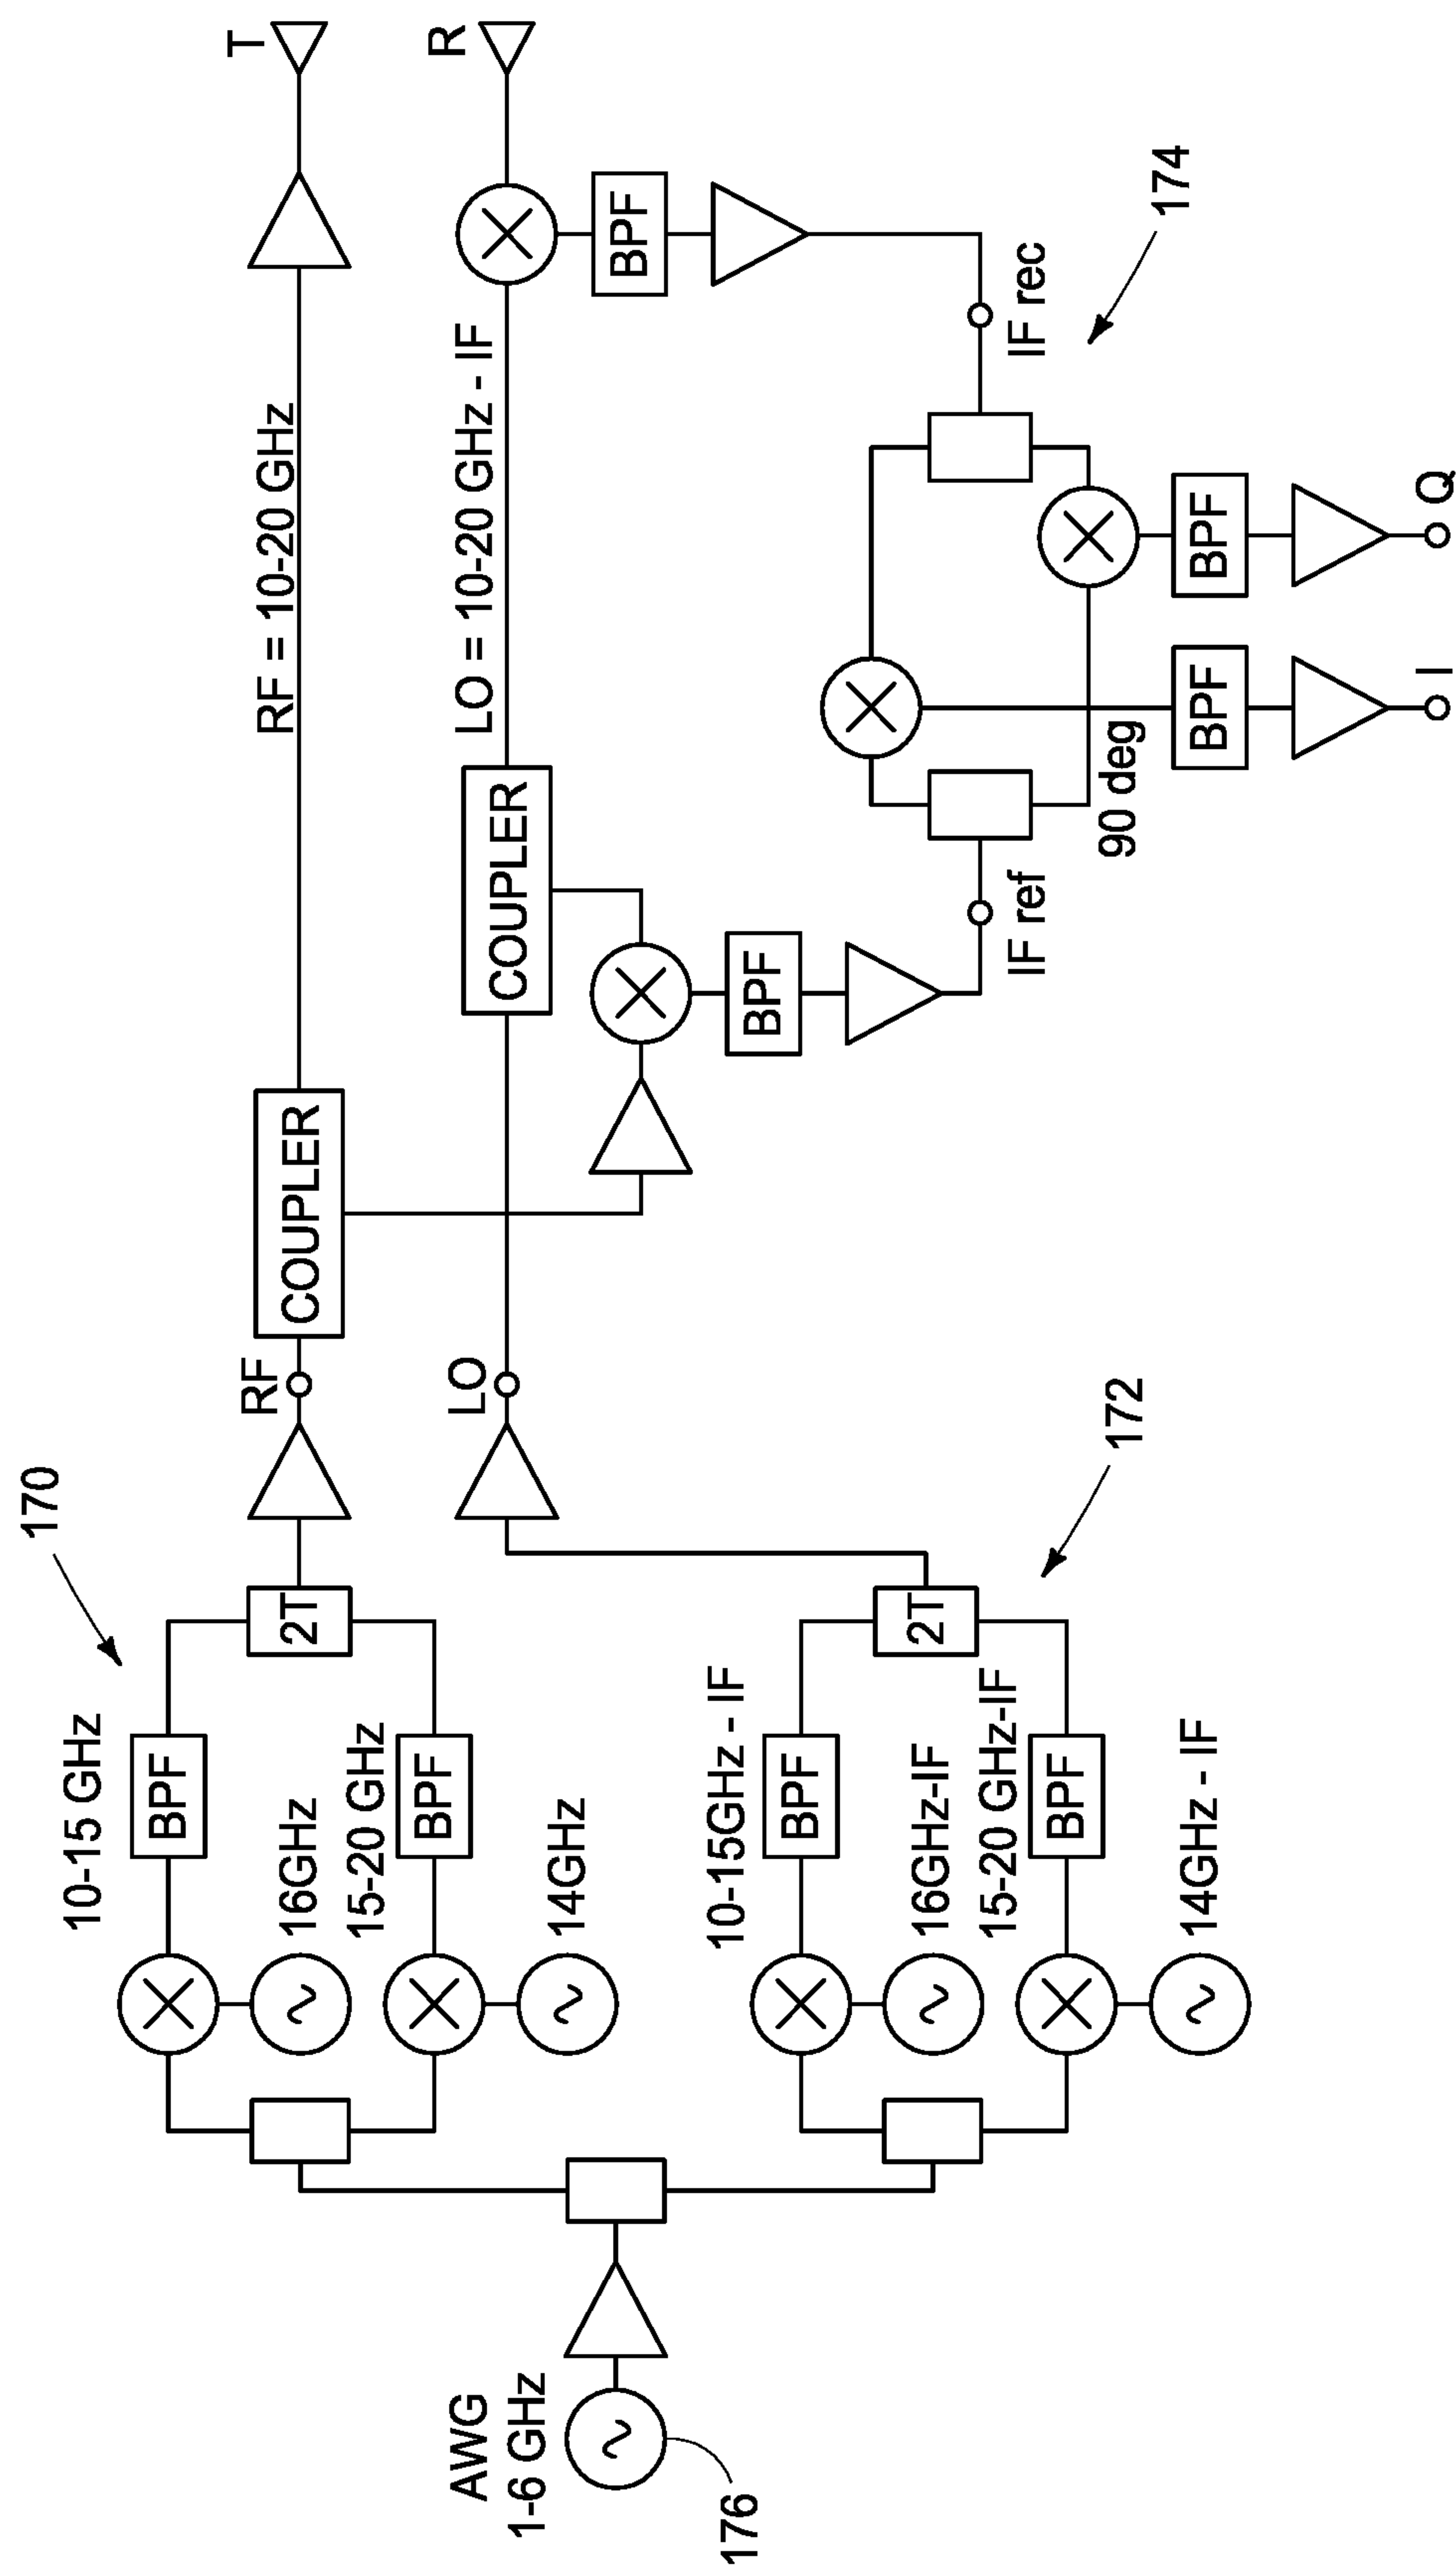 170
10-15 GHz
BPF
16GHz
15-20 GHz
BPF
14GHz
2T
RF
COUPLER
RF = 10-20 GHz
T
AWG
1-6 GHz
176
LO
COUPLER
LO = 10-20 GHz - IF
R
BPF
BPF
10-15GHz - IF
BPF
16GHz-IF
15-20 GHz-IF
BPF
14GHz - IF
2T
172
IF ref
IF rec
174
90 deg
BPF
BPF
I
Q